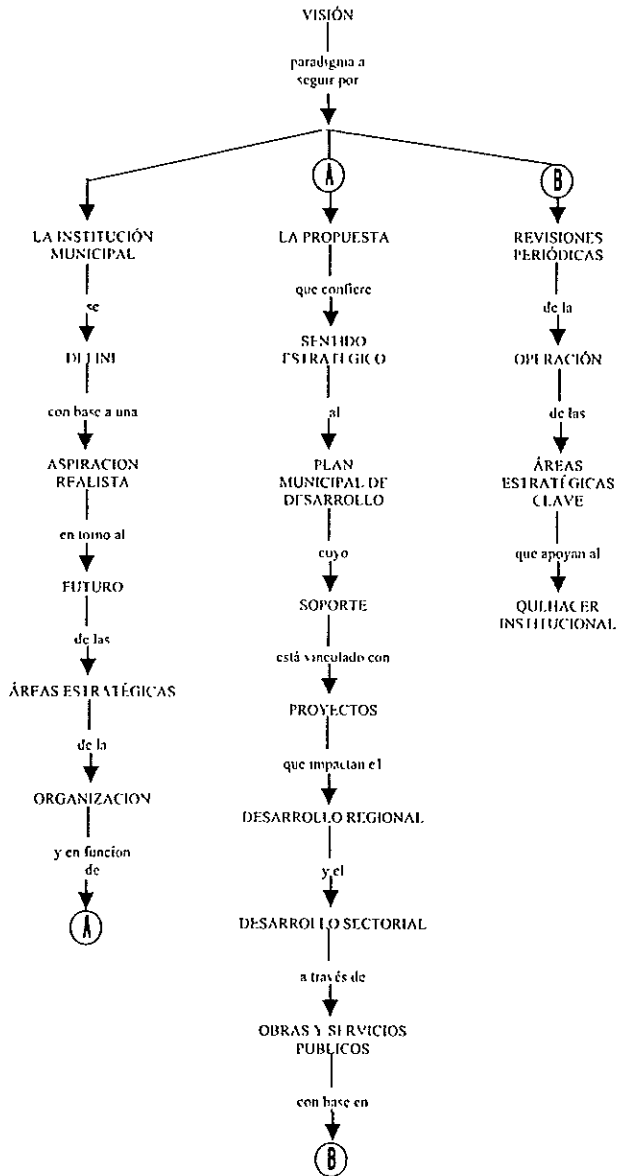 VISIÓN
paradigma a
seguir por
LA INSTITUCIÓN
MUNICIPAL
se
DEFINE
con base a una
ASPIRACION
REALISTA
en torno al
FUTURO
de las
ÁREAS ESTRATÉGICAS
de la
ORGANIZACION
y en funcion
de
A
A
LA PROPUESTA
que confiere
SENTIDO
ESTRATEGICO
al
PLAN
MUNICIPAL DE
DESARROLLO
cuyo
SOPORTE
está vinculado con
PROYECTOS
que impactan el
DESARROLLO REGIONAL
y el
DESARROLLO SECTORIAL
a través de
OBRAS Y SERVICIOS
PUBLICOS
con base en
B
B
REVISIONES
PERIÓDICAS
de la
OPERACIÓN
de las
ÁREAS
ESTRATÉGICAS
CLAVE
que apoyan al
QUEHACER
INSTITUCIONAL